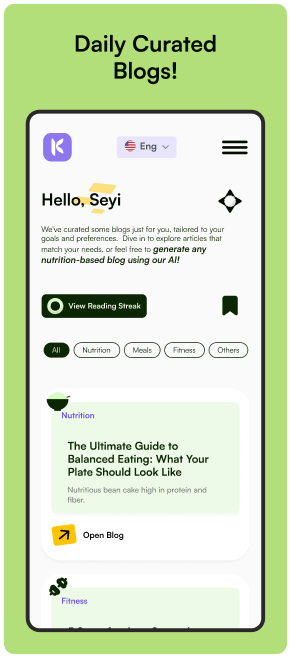 Daily Curated
Blogs!
Eng
Hello, Seyi
We've curated some blogs just for you, tailored to your
goals and preferences. Dive in to explore articles that
match your needs, or feel free to generate any
nutrition-based blog using our AI!
View Reading Streak
All Nutrition Meals Fitness Others
Nutrition
The Ultimate Guide to
Balanced Eating: What Your
Plate Should Look Like
Nutritious bean cake high in protein and
fiber.
Open Blog
Fitness